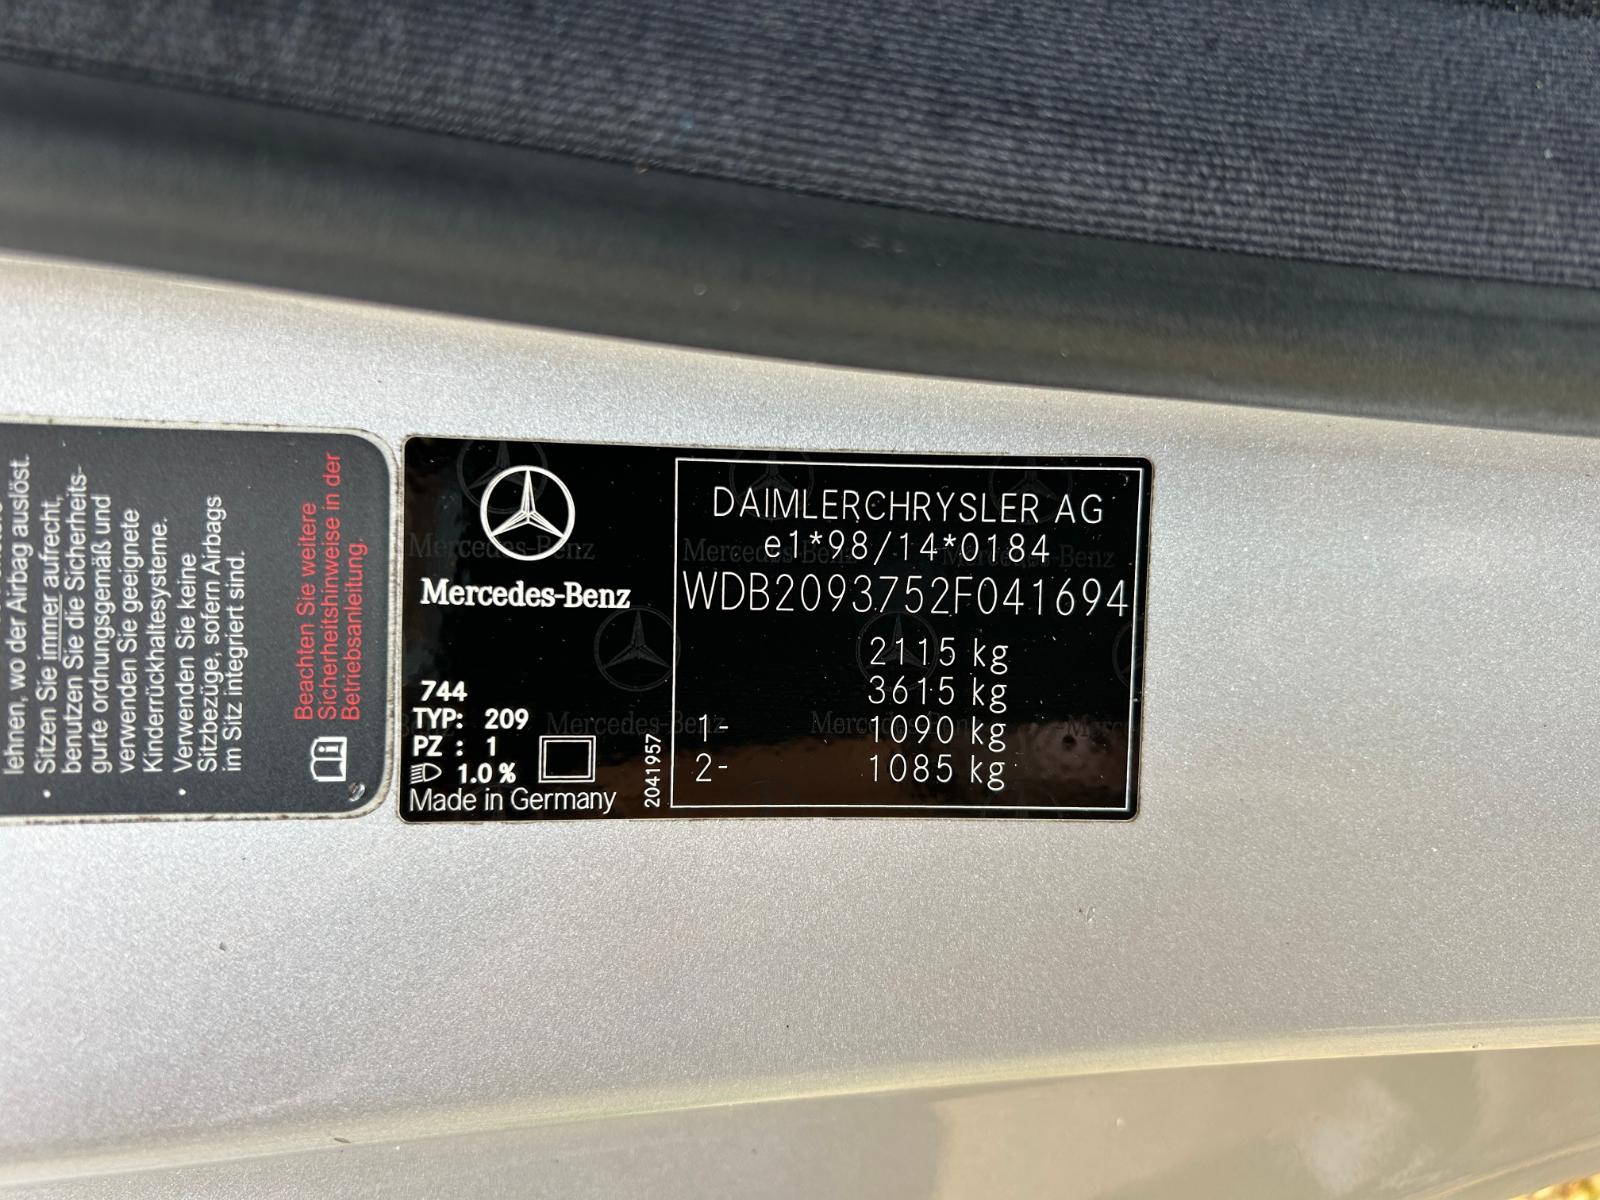 lehnen, wo der Airbag auslöst.
Sitzen Sie immer aufrecht,
benutzen Sie die Sicherheits-
gurte ordnungsgemäß und
verwenden Sie geeignete
Kinderrückhaltesysteme.
Verwenden Sie keine
Sitzbezüge, sofern Airbags
im Sitz integriert sind.
Beachten Sie weitere
Sicherheitshinweise in der
Betriebsanleitung.
Mercedes-Benz
744
TYP: 209
PZ : 1
1.0 %
Made in Germany
2041957
DAIMLERCHRYSLER AG
e1*98/14*0184
WDB2093752F041694
2115 kg
3615 kg
1- 1090 kg
2- 1085 kg